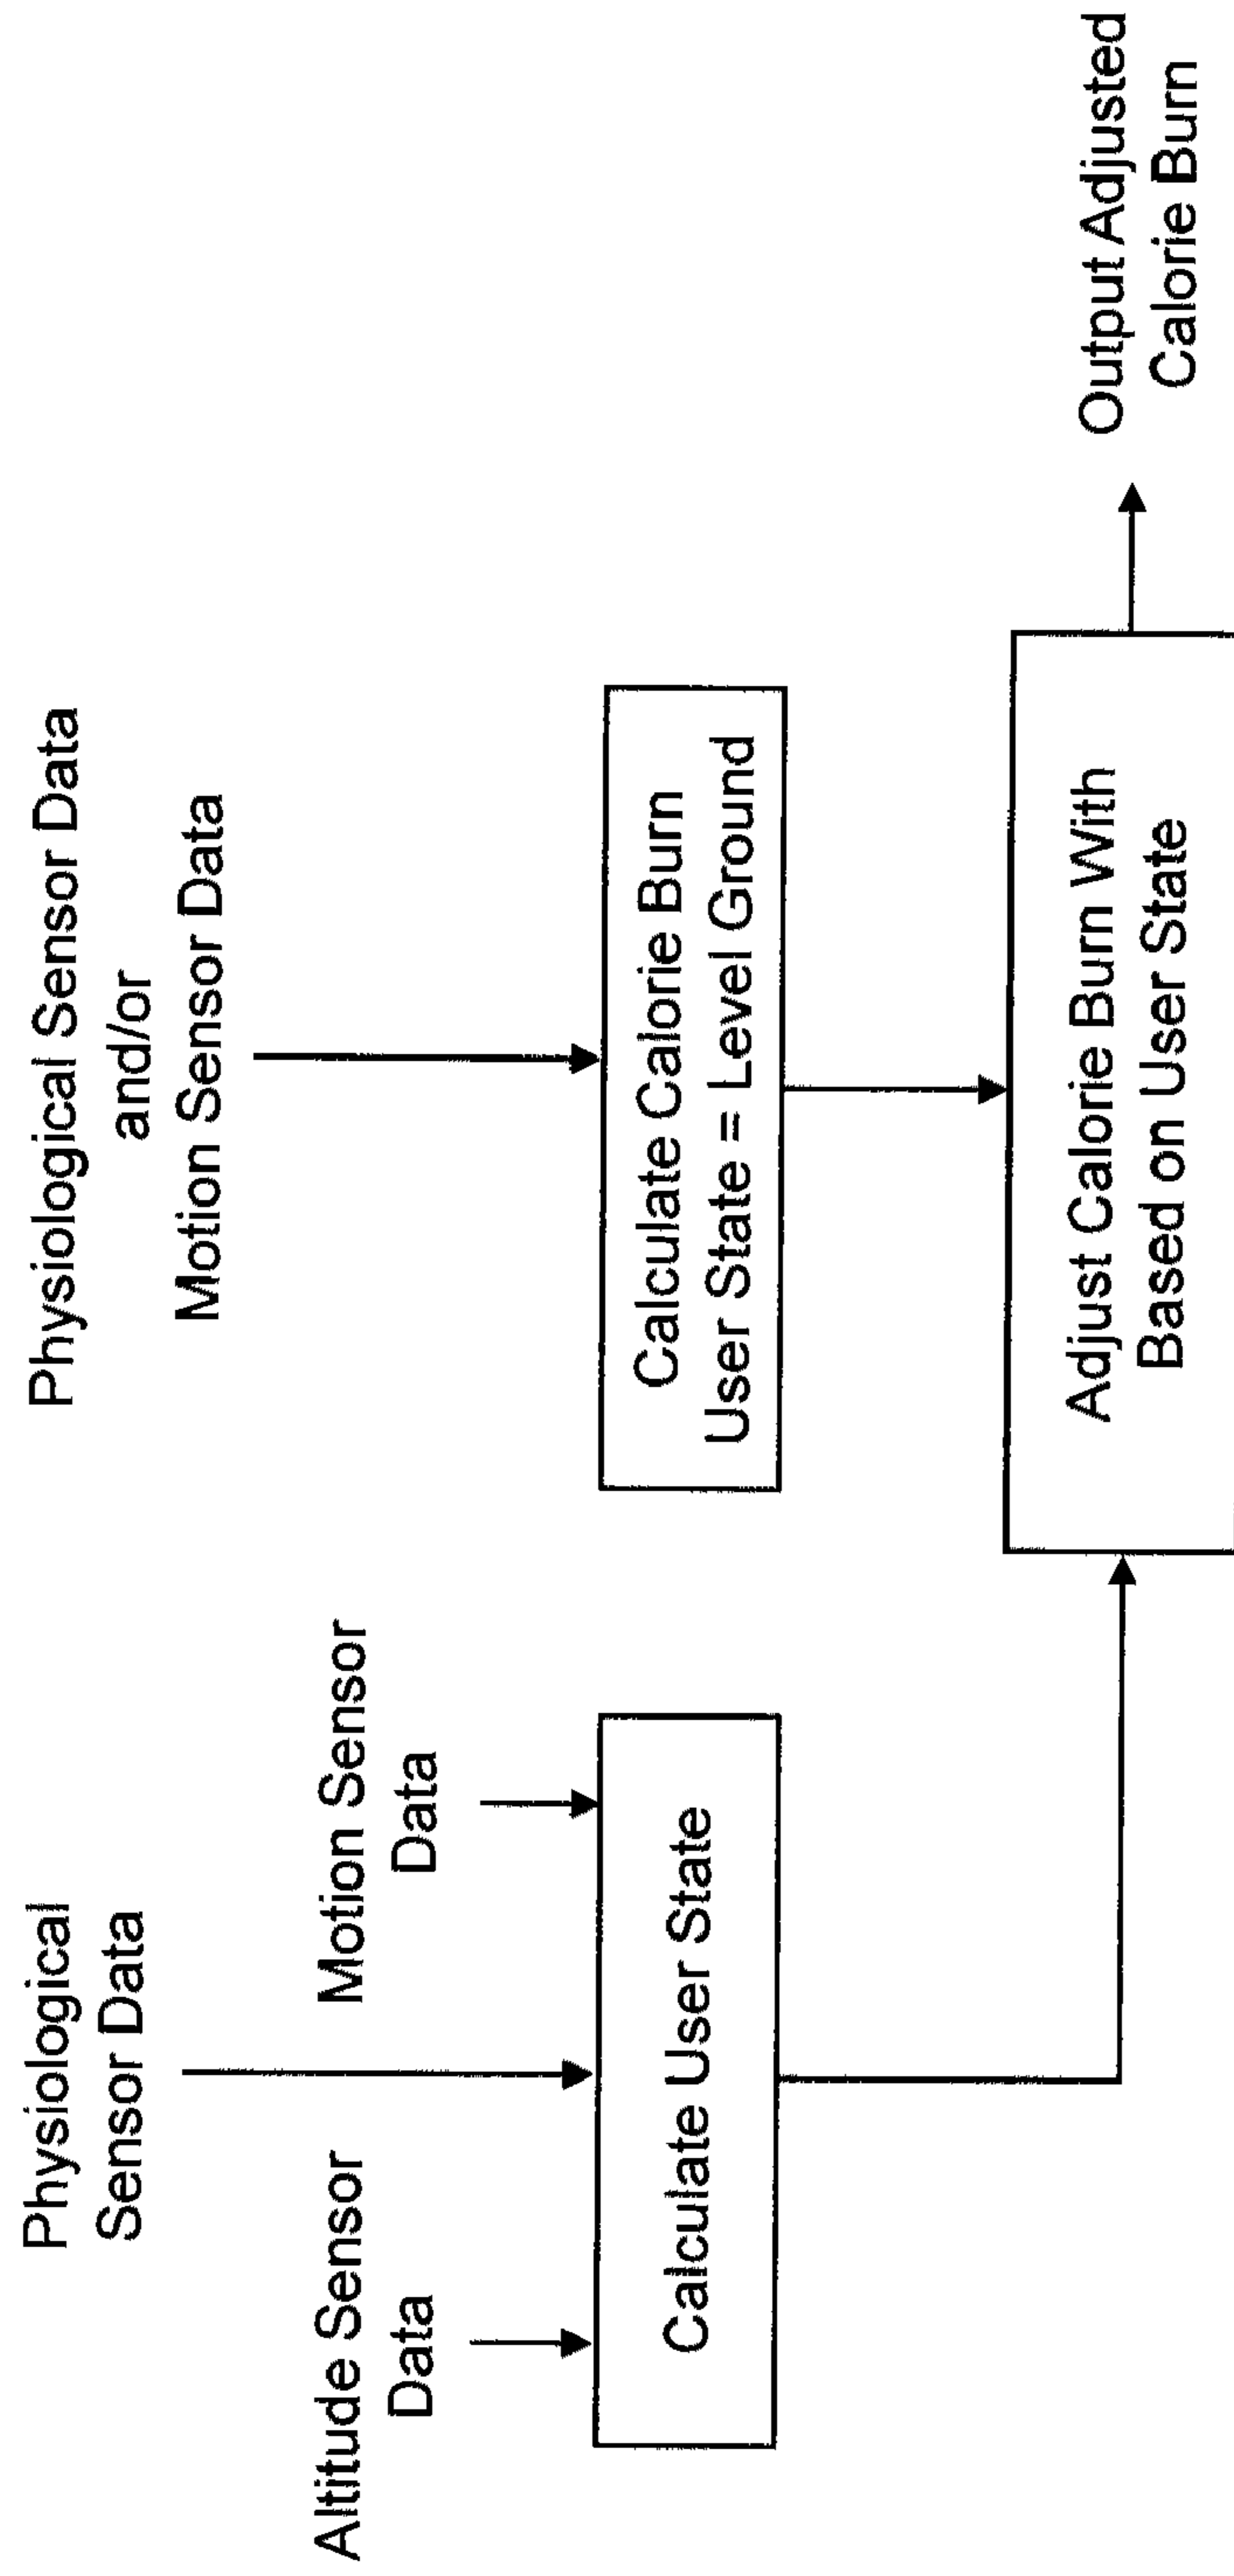 Physiological
Sensor Data
Altitude Sensor
Data
Motion Sensor
Data
Calculate User State
Physiological Sensor Data
and/or
Motion Sensor Data
Calculate Calorie Burn
User State = Level Ground
Adjust Calorie Burn With
Based on User State
Output Adjusted
Calorie Burn